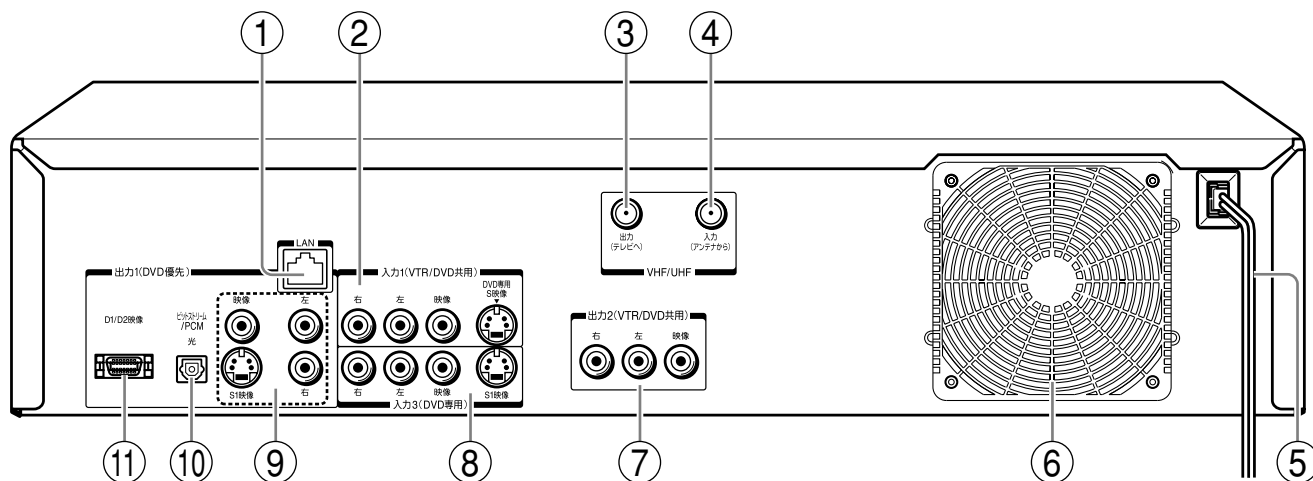 ① ② ③ ④
LAN
出力1(DVD優先)
D1/D2映像
ビットストリーム
/PCM
光
映像 左
S1映像 右
入力1(VTR/DVD共用)
右 左 映像
DVD専用
S映像
右 左 映像 S1映像
入力3(DVD専用)
出力
(テレビへ)
入力
(アンテナから)
VHF/UHF
出力2(VTR/DVD共用)
右 左 映像
⑪ ⑩ ⑨ ⑧ ⑦ ⑥ ⑤